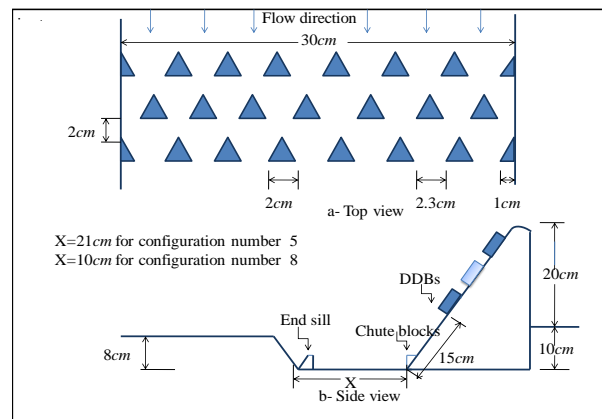 Flow direction
30cm
2cm
2cm
2.3cm
1cm
a- Top view
X=21cm for configuration number 5
X=10cm for configuration number 8
DDBs
20cm
End sill
Chute blocks
8cm
15cm
10cm
X
b- Side view